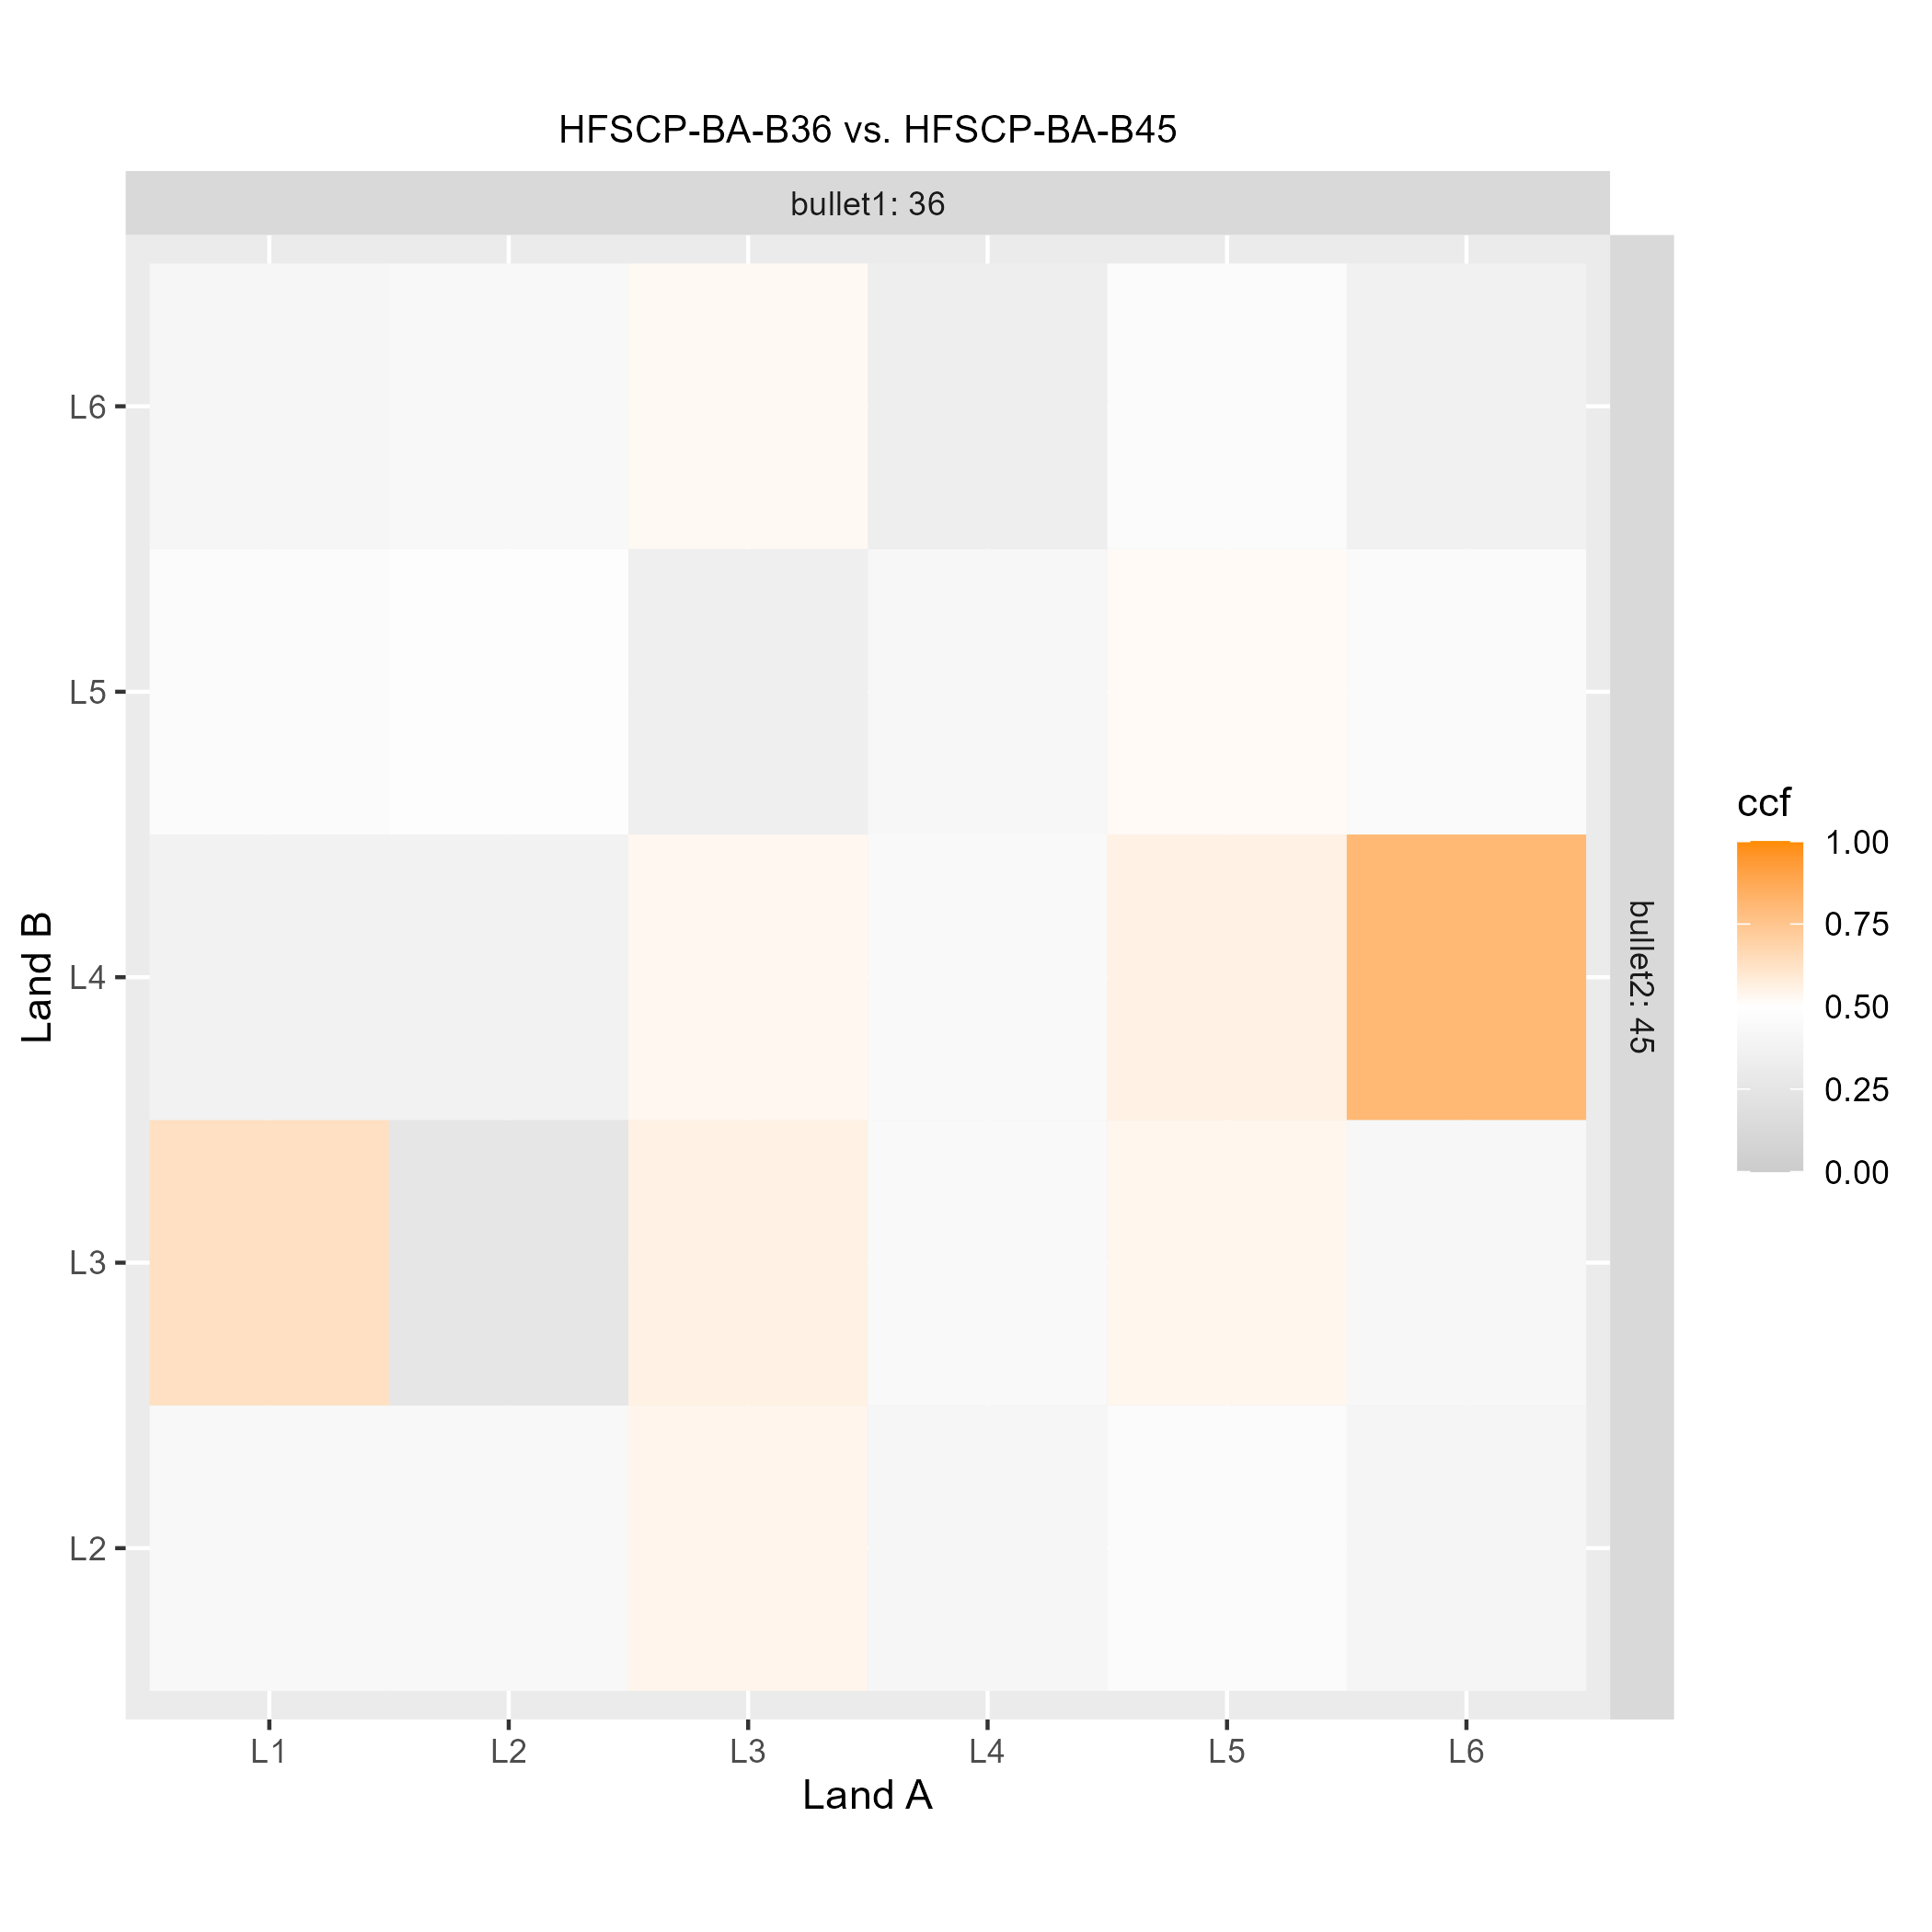 HFSCP-BA-B36 vs. HFSCP-BA-B45
bullet1: 36
L6
L5
L4
L3
L2
Land B
bullet2: 45
L1 L2 L3 L4 L5 L6
Land A
ccf
1.00
0.75
0.50
0.25
0.00